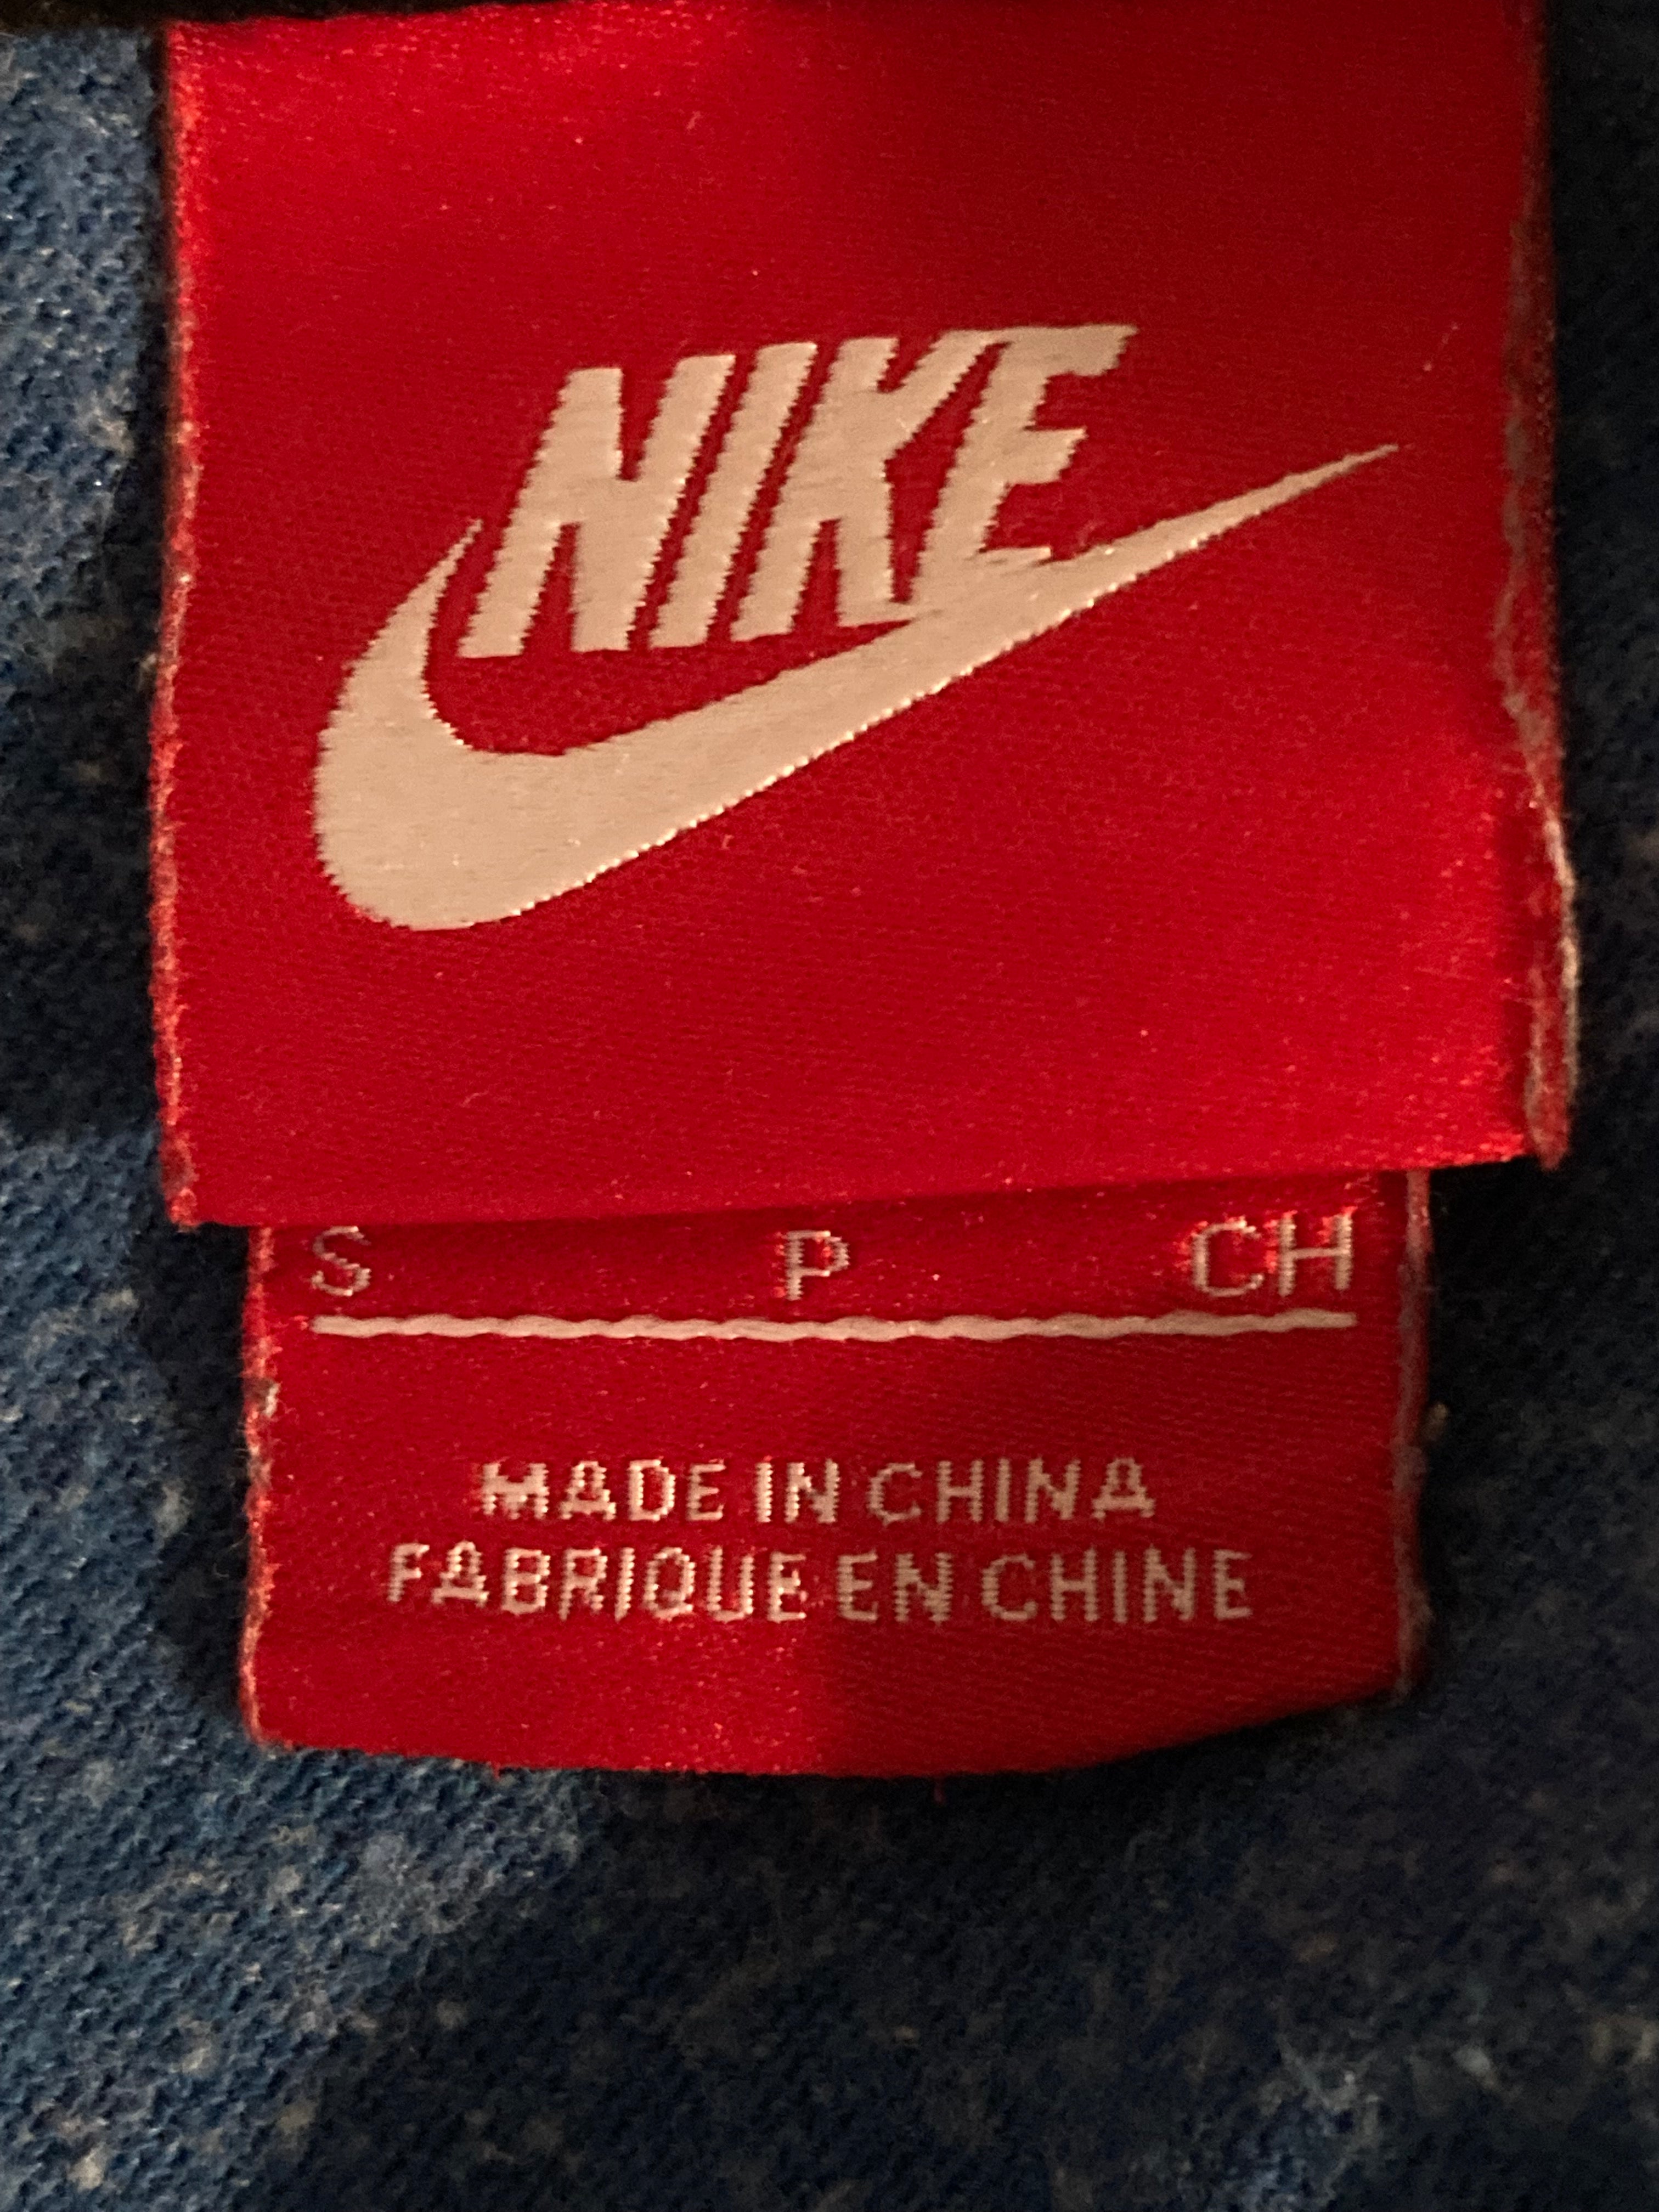 NIKE
S P CH
MADE IN CHINA
FABRIQUE EN CHINE